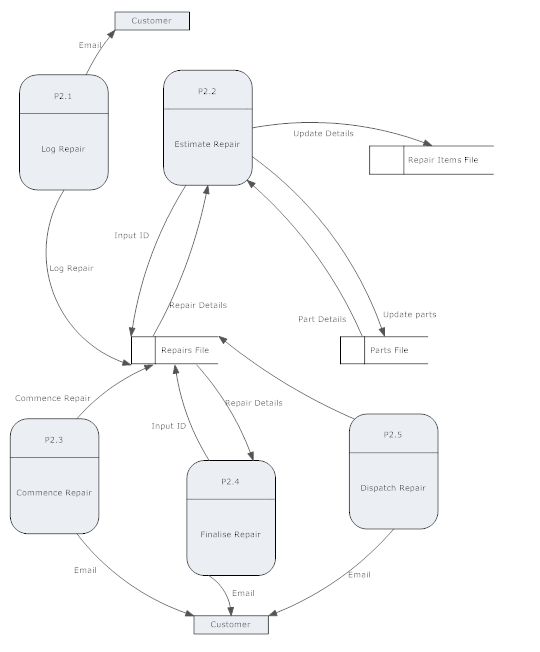 Customer
Email
P2.1
Log Repair
P2.2
Estimate Repair
Update Details
Repair Items File
Input ID
Log Repair
Repair Details
Part Details
Update parts
Repairs File
Parts File
Commence Repair
Repair Details
Input ID
P2.3
Commence Repair
P2.4
Finalise Repair
P2.5
Dispatch Repair
Email
Email
Email
Customer